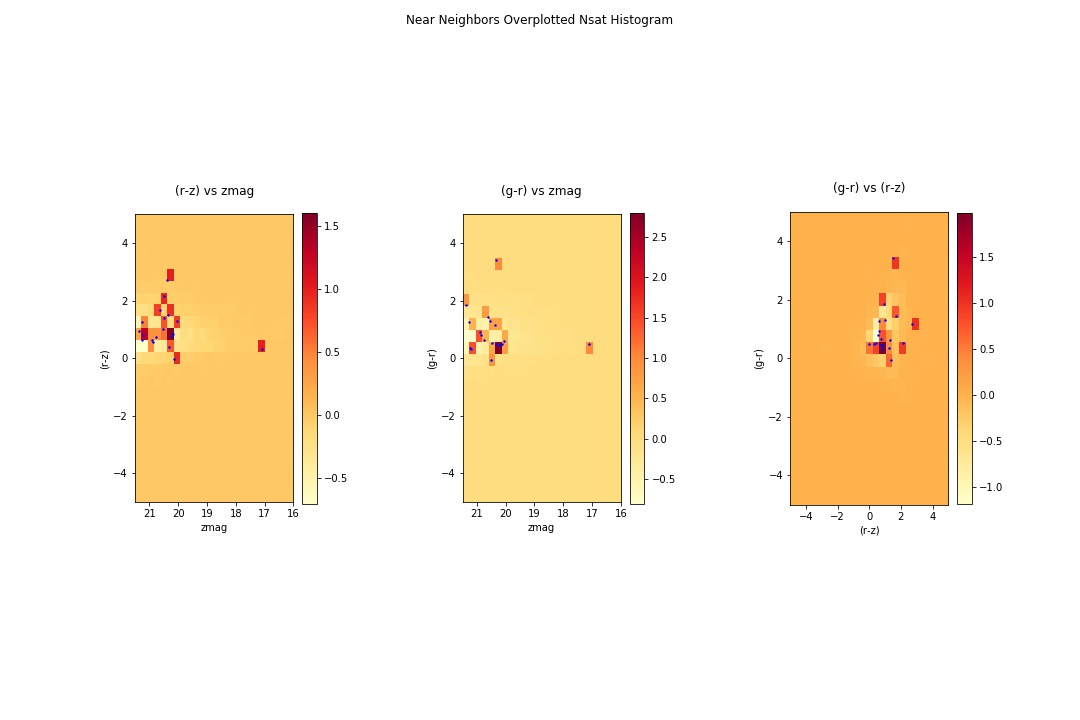 Near Neighbors Overplotted Nsat Histogram
(r-z) vs zmag
4
2
0
−2
−4
(r-z)
21 20 19 18 17 16
zmag
1.5
1.0
0.5
0.0
−0.5
(g-r) vs zmag
4
2
0
−2
−4
(g-r)
21 20 19 18 17 16
zmag
2.5
2.0
1.5
1.0
0.5
0.0
−0.5
(g-r) vs (r-z)
4
2
0
−2
−4
(g-r)
−4 −2 0 2 4
(r-z)
1.5
1.0
0.5
0.0
−0.5
−1.0